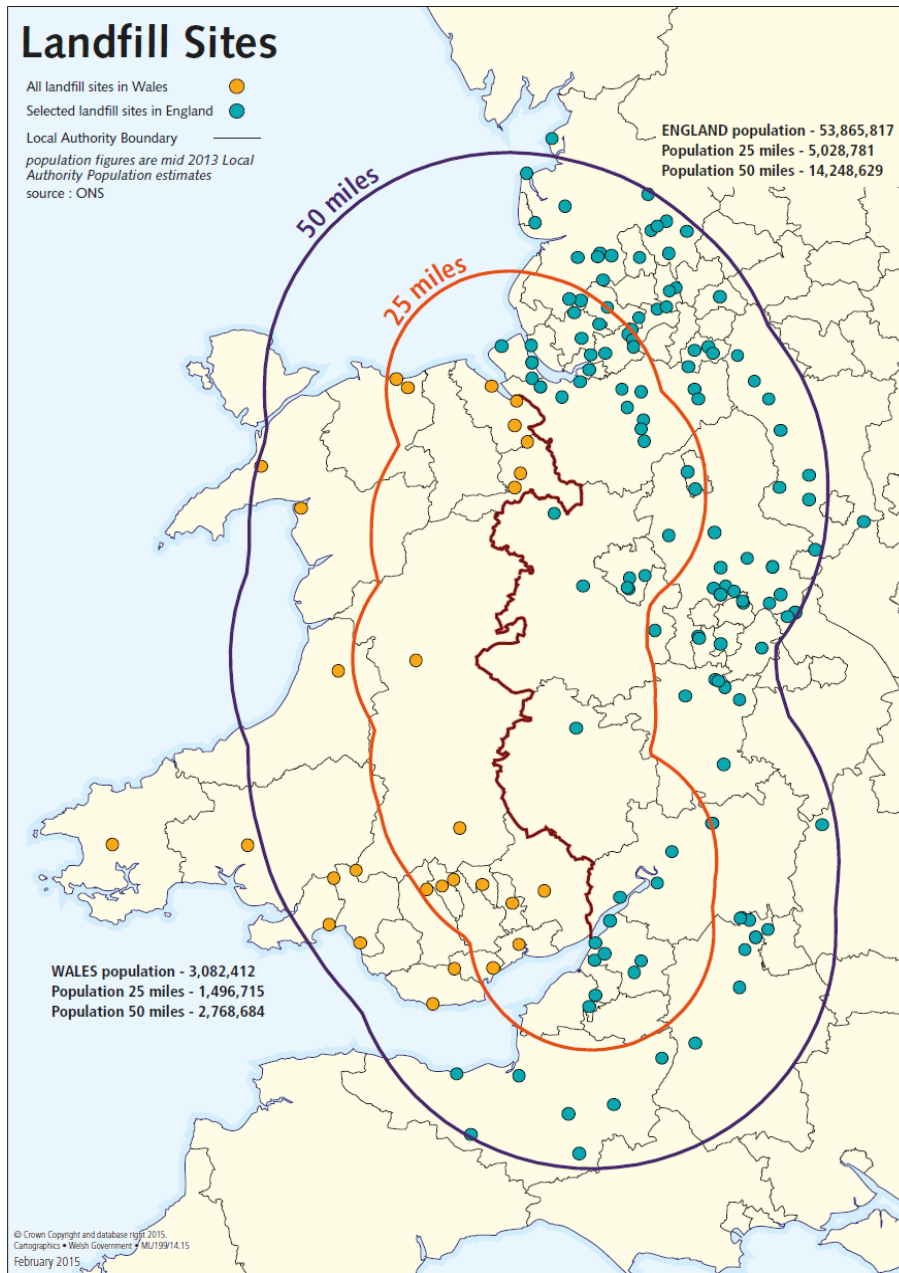 Landfill Sites
All landfill sites in Wales
Selected landfill sites in England
Local Authority Boundary
population figures are mid 2013 Local
Authority Population estimates
source : ONS
ENGLAND population - 53,865,817
Population 25 miles - 5,028,781
Population 50 miles - 14,248,629
50 miles
25 miles
WALES population - 3,082,412
Population 25 miles - 1,496,715
Population 50 miles - 2,768,684
© Crown Copyright and database right 2015.
Cartographics • Welsh Government • ML/199/14.15
February 2015